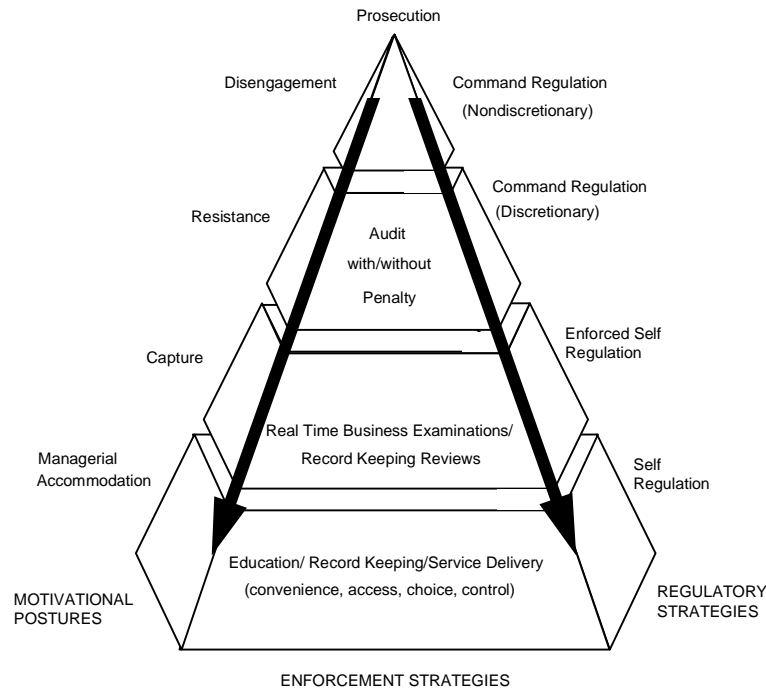 Prosecution
Disengagement
Command Regulation
(Nondiscretionary)
Resistance
Command Regulation
(Discretionary)
Audit
with/without
Penalty
Capture
Enforced Self
Regulation
Real Time Business Examinations/
Record Keeping Reviews
Managerial
Accommodation
Self
Regulation
Education/ Record Keeping/Service Delivery
(convenience, access, choice, control)
MOTIVATIONAL
POSTURES
REGULATORY
STRATEGIES
ENFORCEMENT STRATEGIES